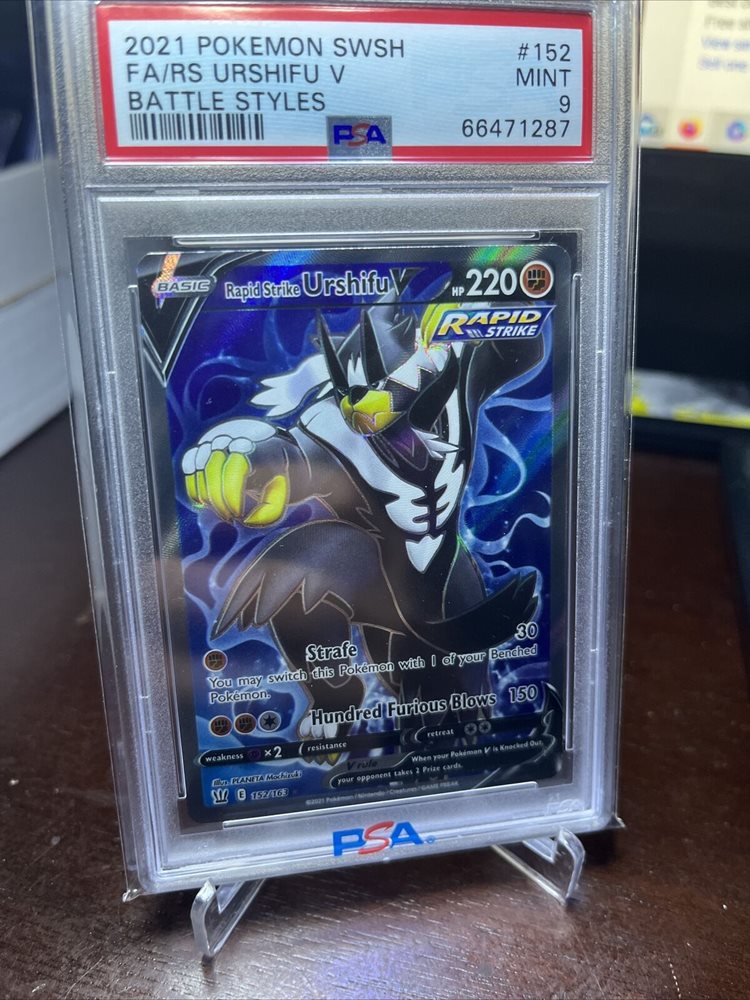 2021 POKEMON SWSH #152
FA/RS URSHIFU V MINT
BATTLE STYLES 9
PSA 66471287
BASIC Rapid Strike Urshifu V HP 220
RAPID STRIKE
Strafe 30
You may switch this Pokémon with 1 of your Benched
Pokémon.
Hundred Furious Blows 150
weakness ×2 resistance retreat
V rule When your Pokémon V is Knocked Out,
your opponent takes 2 Prize cards.
Illus. PLANETA Mochizuki
E 152/163
©2021 Pokémon / Nintendo / Creatures / GAME FREAK
PSA